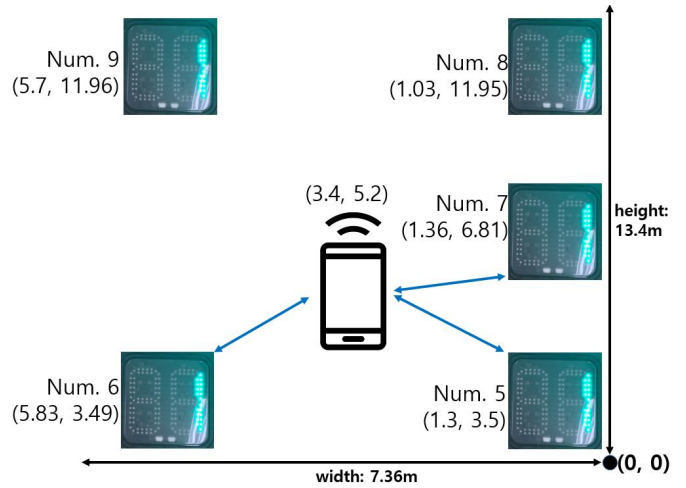 Num. 9
(5.7, 11.96)
Num. 8
(1.03, 11.95)
(3.4, 5.2)
Num. 7
(1.36, 6.81)
height:
13.4m
Num. 6
(5.83, 3.49)
Num. 5
(1.3, 3.5)
(0, 0)
width: 7.36m